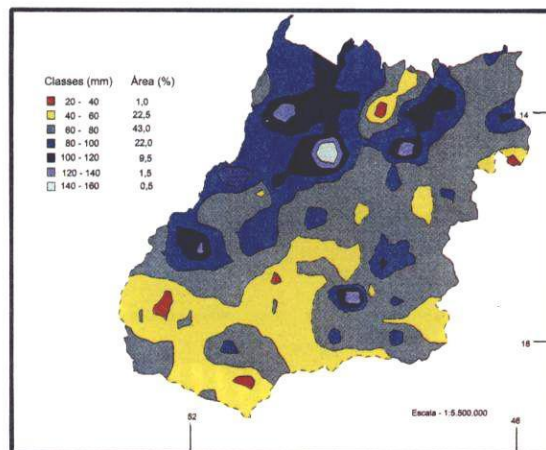 Classes (mm) Área (%)
20 - 40 1,0
40 - 60 22,5
60 - 80 43,0
80 - 100 22,0
100 - 120 9,5
120 - 140 1,5
140 - 160 0,5
14
16
52
46
Escala - 1:5.800.000